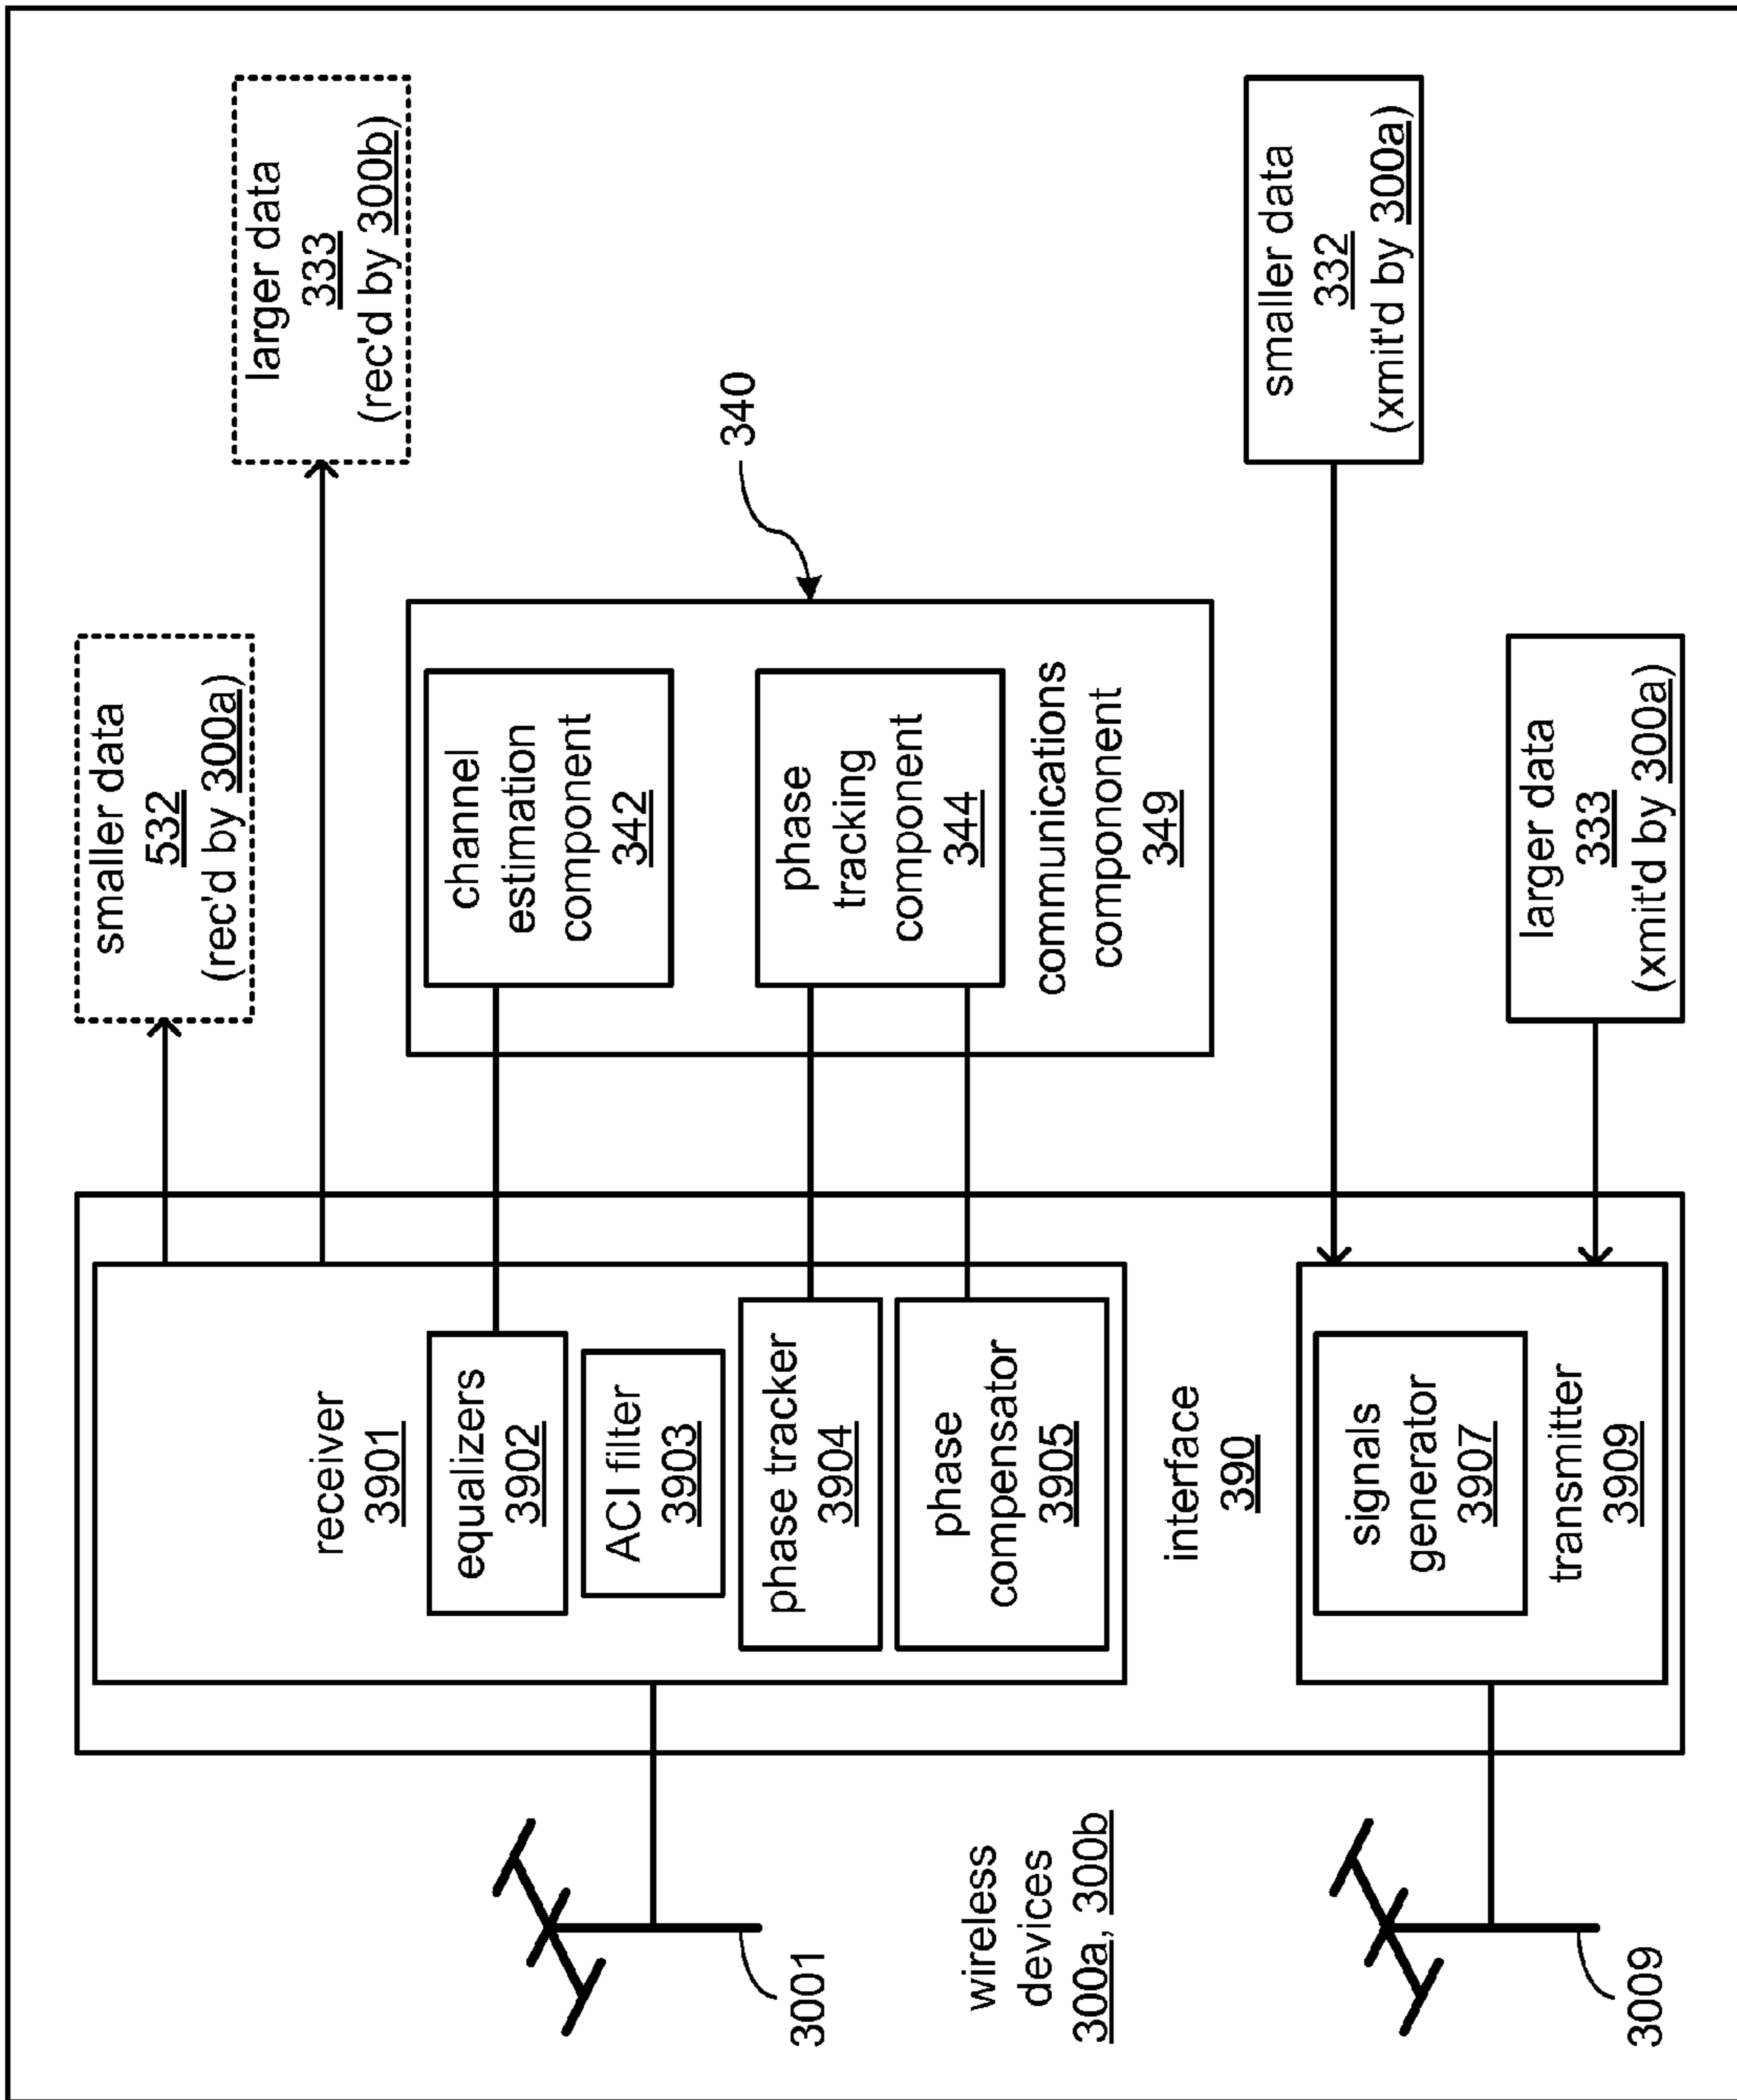 smaller data
532
(rec'd by 300a)
larger data
333
(rec'd by 300b)
340
channel
estimation
component
342
phase
tracking
component
344
communications
compononent
349
smaller data
332
(xmit'd by 300a)
larger data
333
(xmit'd by 300a)
receiver
3901
equalizers
3902
ACI filter
3903
phase tracker
3904
phase
compensator
3905
interface
390
signals
generator
3907
transmitter
3909
3001
wireless
devices
300a, 300b
3009